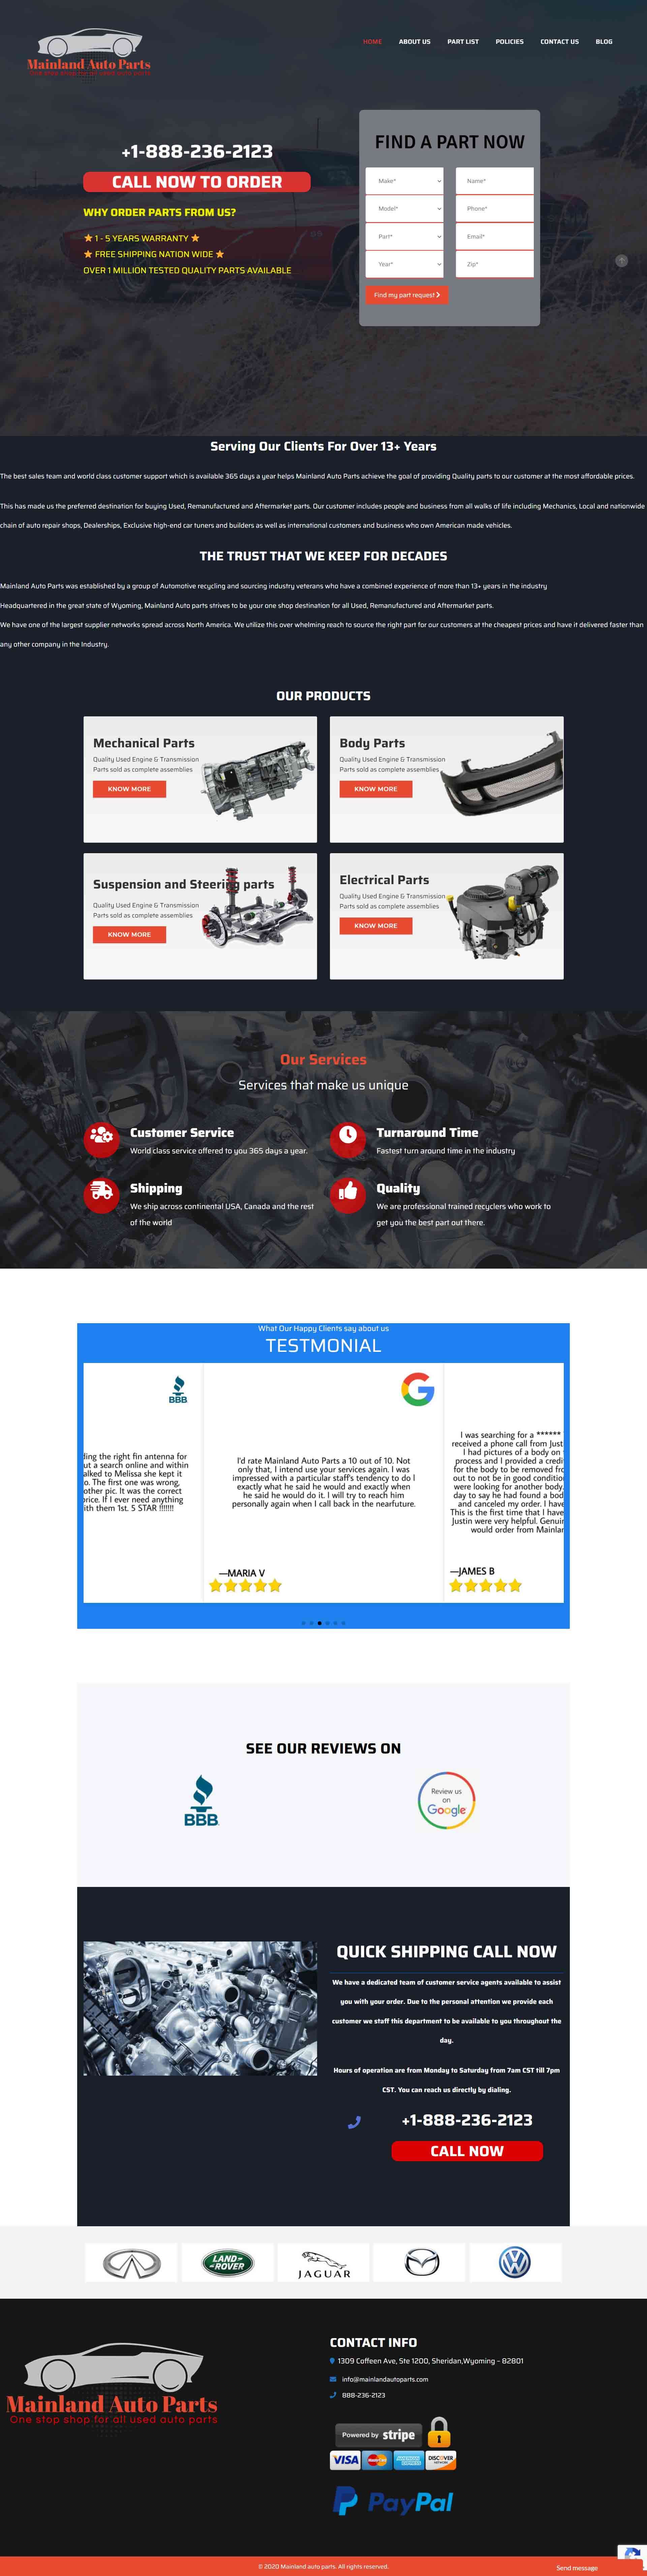 Mainland Auto Parts
One stop shop for all used auto parts
HOME
ABOUT US
PART LIST
POLICIES
CONTACT US
BLOG
+1-888-236-2123
CALL NOW TO ORDER
WHY ORDER PARTS FROM US?
★ 1 - 5 YEARS WARRANTY ★
★ FREE SHIPPING NATION WIDE ★
OVER 1 MILLION TESTED QUALITY PARTS AVAILABLE
FIND A PART NOW
Make*
Name*
Model*
Phone*
Part*
Email*
Year*
Zip*
Find my part request
Serving Our Clients For Over 13+ Years
The best sales team and world class customer support which is available 365 days a year helps Mainland Auto Parts achieve the goal of providing Quality parts to our customer at the most affordable prices.
This has made us the preferred destination for buying Used, Remanufactured and Aftermarket parts. Our customer includes people and business from all walks of life including Mechanics, Local and nationwide
chain of auto repair shops, Dealerships, Exclusive high-end car tuners and builders as well as international customers and business who own American made vehicles.
THE TRUST THAT WE KEEP FOR DECADES
Mainland Auto Parts was established by a group of Automotive recycling and sourcing industry veterans who have a combined experience of more than 13+ years in the industry
Headquartered in the great state of Wyoming, Mainland Auto parts strives to be your one shop destination for all Used, Remanufactured and Aftermarket parts.
We have one of the largest supplier networks spread across North America. We utilize this over whelming reach to source the right part for our customers at the cheapest prices and have it delivered faster than
any other company in the Industry.
OUR PRODUCTS
Mechanical Parts
Quality Used Engine & Transmission
Parts sold as complete assemblies
KNOW MORE
Body Parts
Quality Used Engine & Transmission
Parts sold as complete assemblies
KNOW MORE
Suspension and Steering parts
Quality Used Engine & Transmission
Parts sold as complete assemblies
KNOW MORE
Electrical Parts
Quality Used Engine & Transmission
Parts sold as complete assemblies
KNOW MORE
Our Services
Services that make us unique
Customer Service
World class service offered to you 365 days a year.
Turnaround Time
Fastest turn around time in the industry
Shipping
We ship across continental USA, Canada and the rest
of the world
Quality
We are professional trained recyclers who work to
get you the best part out there.
What Our Happy Clients say about us
TESTMONIAL
BBB
ling the right fin antenna for
ut a search online and within
alked to Melissa she kept it
o. The first one was wrong,
other pic. It was the correct
rice. If I ever need anything
ith them 1st. 5 STAR !!!!!!!
I'd rate Mainland Auto Parts a 10 out of 10. Not
only that, I intend use your services again. I was
impressed with a particular staff's tendency to do I
exactly what he said he would and exactly when
he said he would do it. I will try to reach him
personally again when I call back in the nearfuture.
—MARIA V
I was searching for a ******
received a phone call from Just
I had pictures of a body on
process and I provided a credi
for the body to be removed fro
out not be in good conditio
were looking for another body.
day to say he had found a bod
and canceled my order. I have
This is the first time that I have
Justin were very helpful. Genuin
would order from Mainlan
—JAMES B
SEE OUR REVIEWS ON
BBB
Review us
on
Google
QUICK SHIPPING CALL NOW
We have a dedicated team of customer service agents available to assist
you with your order. Due to the personal attention we provide each
customer we staff this department to be available to you throughout the
day.
Hours of operation are from Monday to Saturday from 7am CST till 7pm
CST. You can reach us directly by dialing.
+1-888-236-2123
CALL NOW
LAND ROVER
JAGUAR
Mainland Auto Parts
One stop shop for all used auto parts
CONTACT INFO
1309 Coffeen Ave, Ste 1200, Sheridan,Wyoming – 82801
info@mainlandautoparts.com
888-236-2123
Powered by stripe
VISA
MasterCard
AMERICAN EXPRESS
DISCOVER
PayPal
© 2020 Mainland auto parts. All rights reserved.
Send message